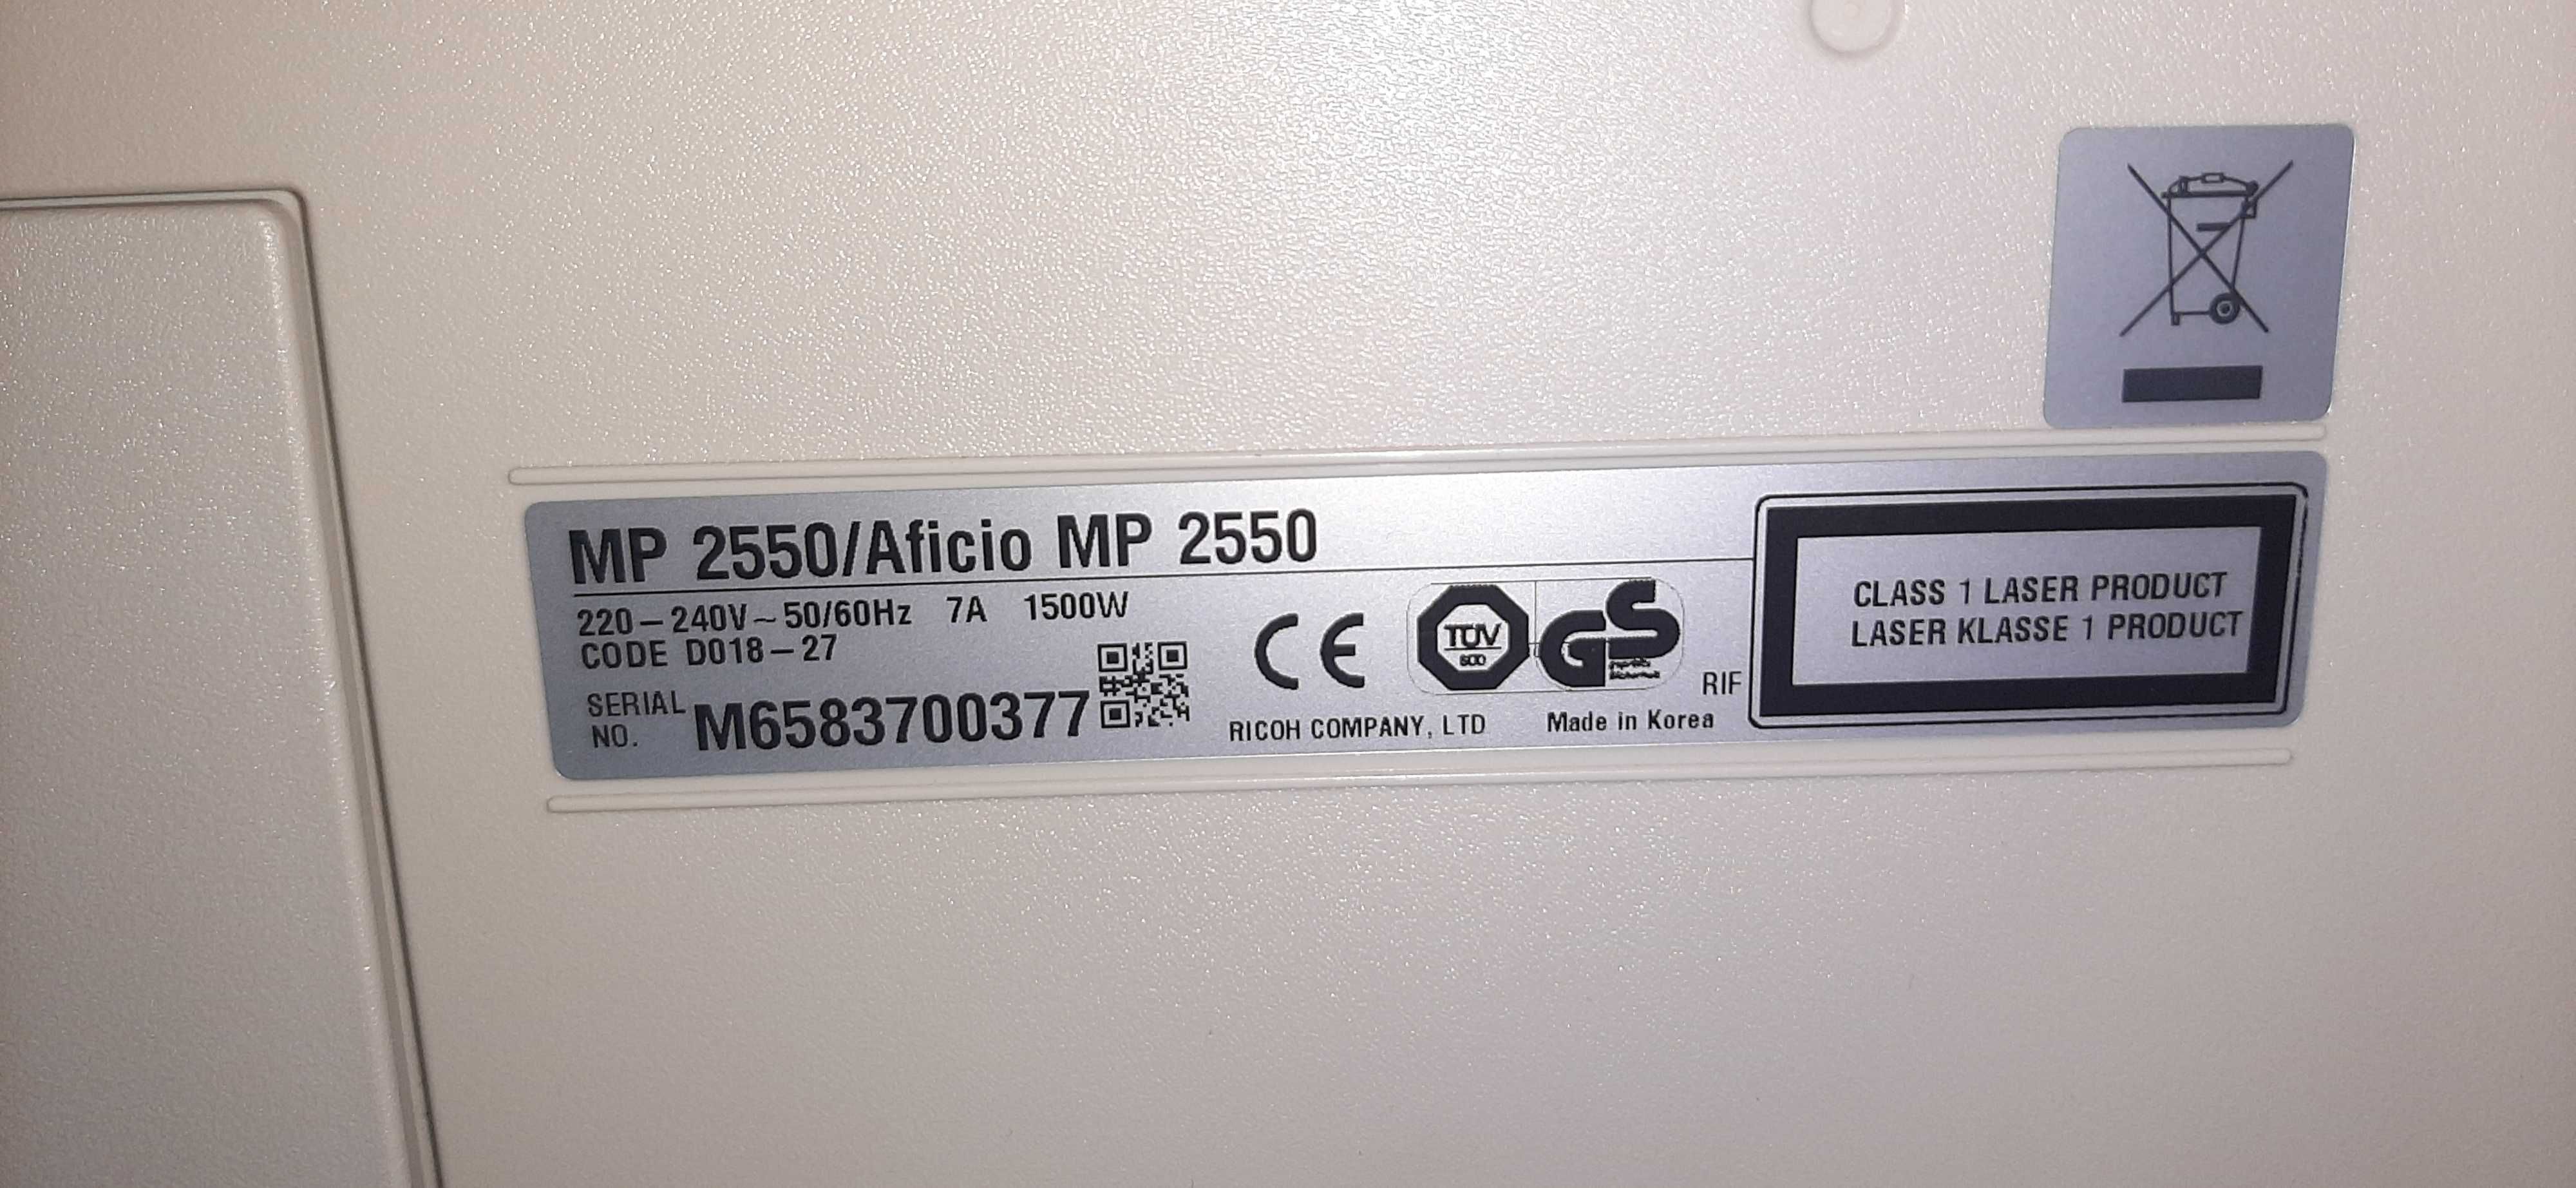 MP 2550/Aficio MP 2550
220–240V~50/60Hz 7A 1500W
CODE D018–27
SERIAL NO. M6583700377
CE
TÜV
GS
RICOH COMPANY, LTD
Made in Korea
RIF
CLASS 1 LASER PRODUCT
LASER KLASSE 1 PRODUCT